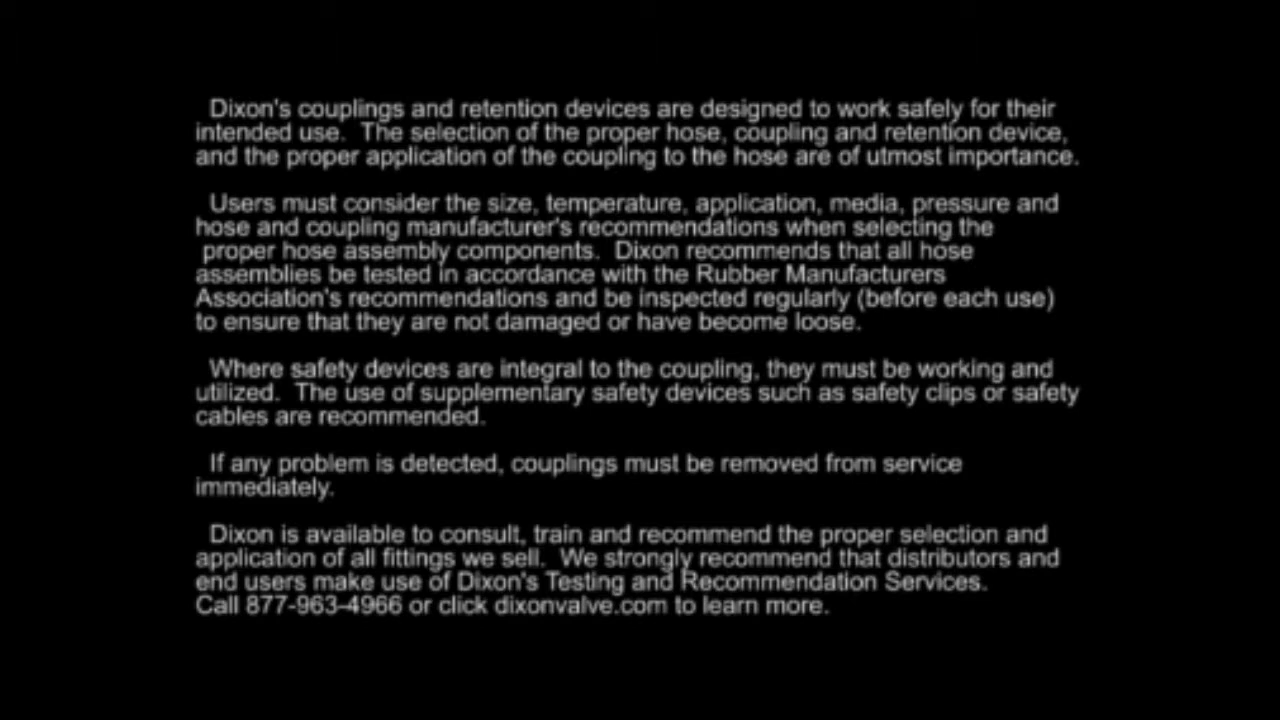 Dixon's couplings and retention devices are designed to work safely for their
intended use. The selection of the proper hose, coupling and retention device,
and the proper application of the coupling to the hose are of utmost importance.
Users must consider the size, temperature, application, media, pressure and
hose and coupling manufacturer's recommendations when selecting the
proper hose assembly components. Dixon recommends that all hose
assemblies be tested in accordance with the Rubber Manufacturers
Association's recommendations and be inspected regularly (before each use)
to ensure that they are not damaged or have become loose.
Where safety devices are integral to the coupling, they must be working and
utilized. The use of supplementary safety devices such as safety clips or safety
cables are recommended.
If any problem is detected, couplings must be removed from service
immediately.
Dixon is available to consult, train and recommend the proper selection and
application of all fittings we sell. We strongly recommend that distributors and
end users make use of Dixon's Testing and Recommendation Services.
Call 877-963-4966 or click dixonvalve.com to learn more.